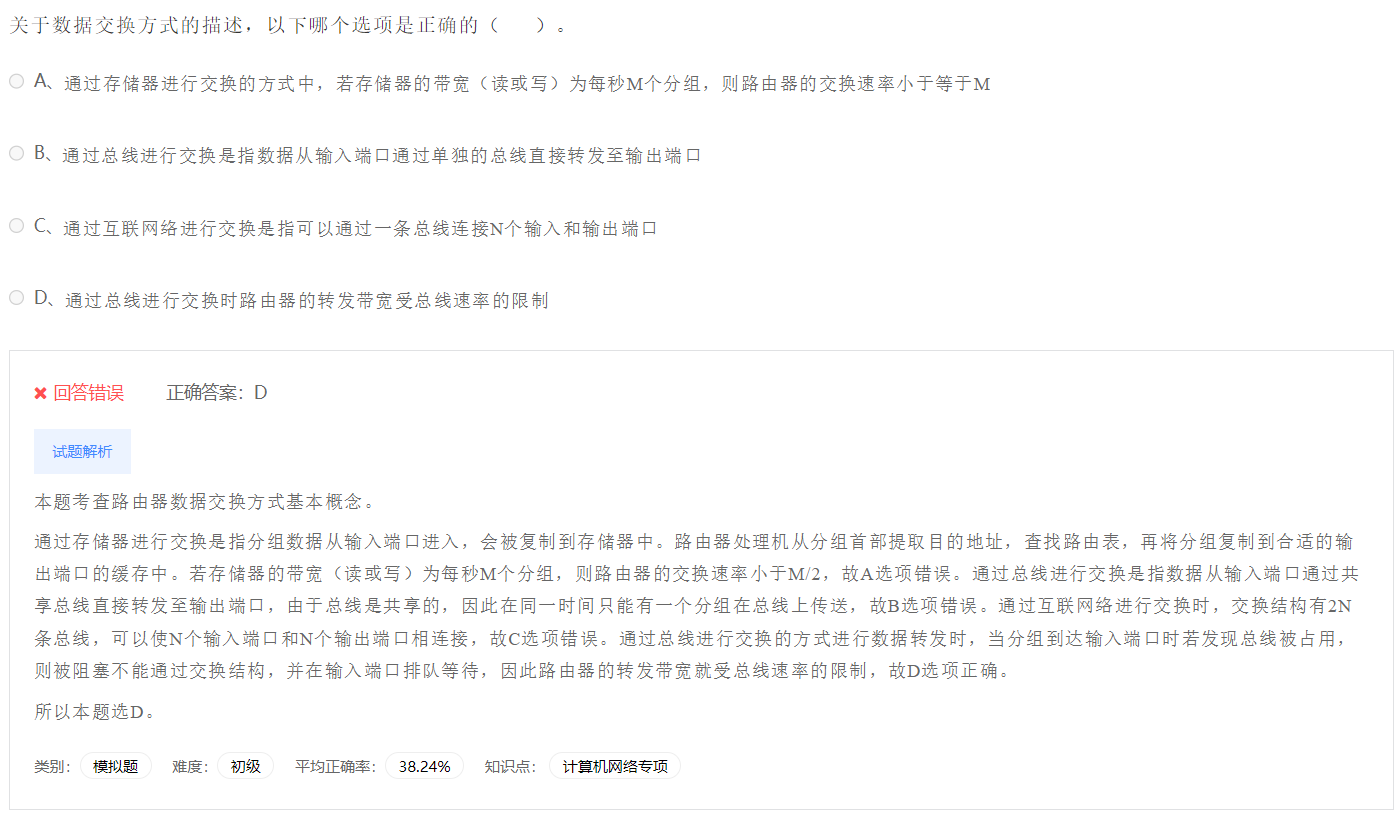 关于数据交换方式的描述，以下哪个选项是正确的（　　）。
A、通过存储器进行交换的方式中，若存储器的带宽（读或写）为每秒M个分组，则路由器的交换速率小于等于M
B、通过总线进行交换是指数据从输入端口通过单独的总线直接转发至输出端口
C、通过互联网络进行交换是指可以通过一条总线连接N个输入和输出端口
D、通过总线进行交换时路由器的转发带宽受总线速率的限制
✖ 回答错误　　正确答案：D
试题解析
本题考查路由器数据交换方式基本概念。
通过存储器进行交换是指分组数据从输入端口进入，会被复制到存储器中。路由器处理机从分组首部提取目的地址，查找路由表，再将分组复制到合适的输
出端口的缓存中。若存储器的带宽（读或写）为每秒M个分组，则路由器的交换速率小于M/2，故A选项错误。通过总线进行交换是指数据从输入端口通过共
享总线直接转发至输出端口，由于总线是共享的，因此在同一时间只能有一个分组在总线上传送，故B选项错误。通过互联网络进行交换时，交换结构有2N
条总线，可以使N个输入端口和N个输出端口相连接，故C选项错误。通过总线进行交换的方式进行数据转发时，当分组到达输入端口时若发现总线被占用，
则被阻塞不能通过交换结构，并在输入端口排队等待，因此路由器的转发带宽就受总线速率的限制，故D选项正确。
所以本题选D。
类别： 模拟题　难度： 初级　平均正确率： 38.24%　知识点： 计算机网络专项